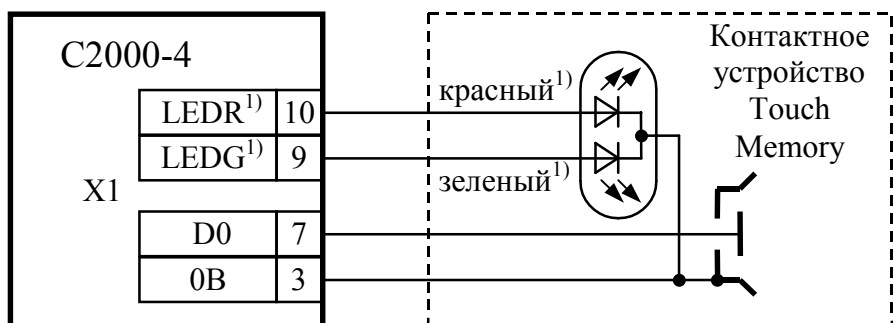 С2000-4
Контактное
устройство
Touch
Memory
красный¹⁾
LEDR¹⁾ 10
LEDG¹⁾ 9
зеленый¹⁾
X1
D0 7
0В 3